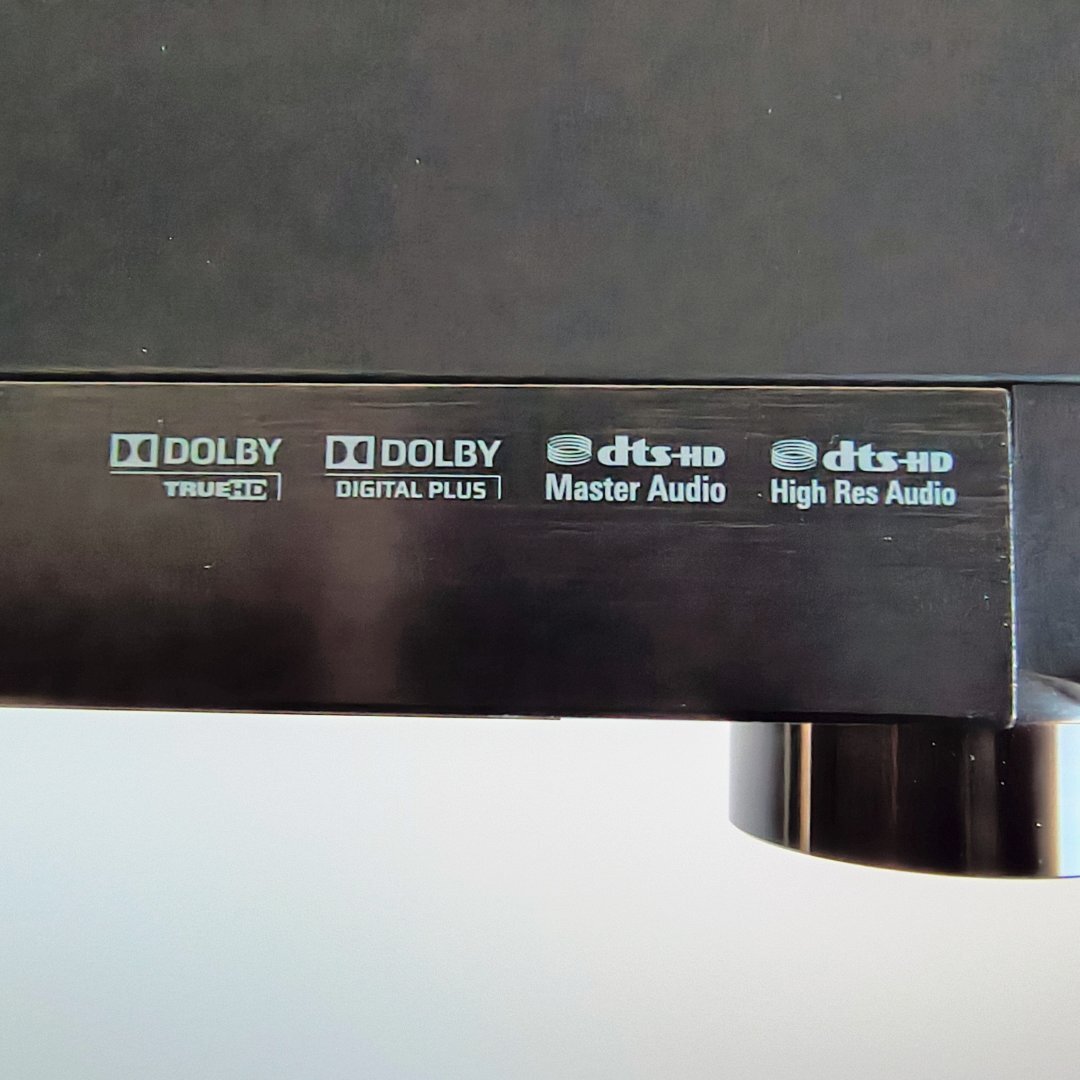 DOLBY
TRUEHD
DOLBY
DIGITAL PLUS
dts-HD
Master Audio
dts-HD
High Res Audio